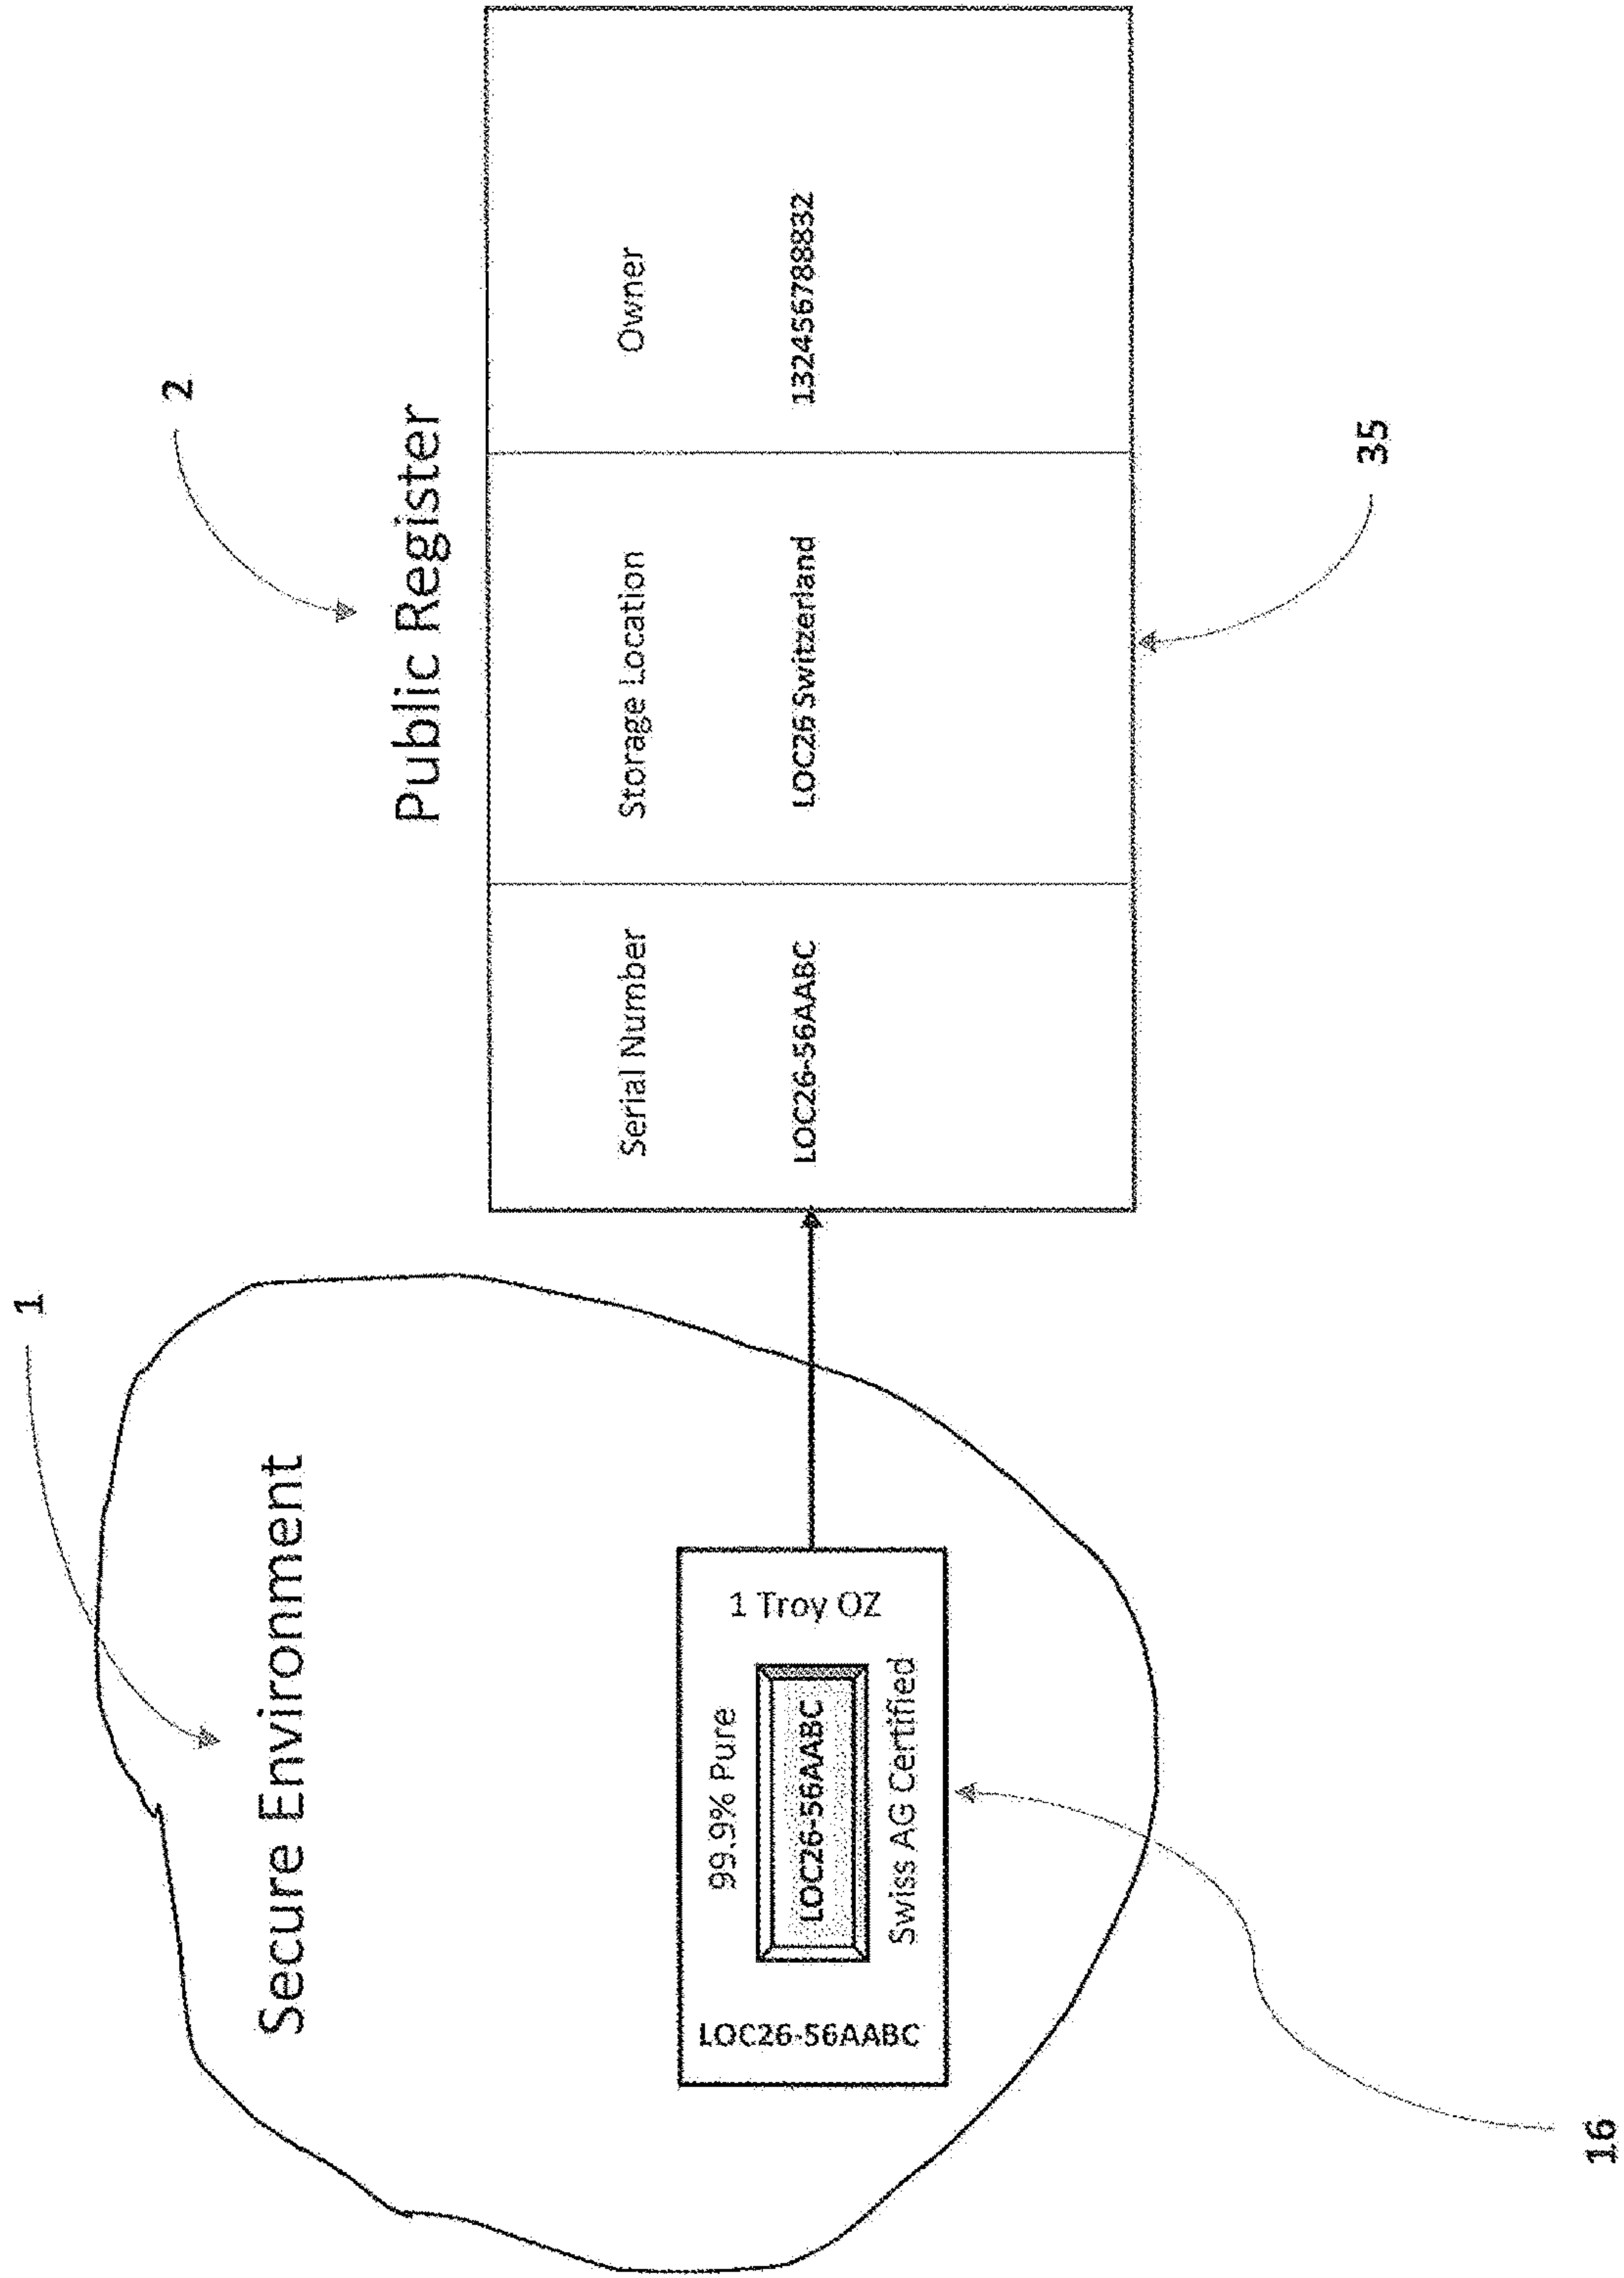 1
Secure Environment
LOC26-56AABC
99.9% Pure
LOC26-56AABC
Swiss AG Certified
1 Troy OZ
16
2
Public Register
Serial Number
Storage Location
Owner
LOC26-56AABC
LOC26 Switzerland
132456788832
35